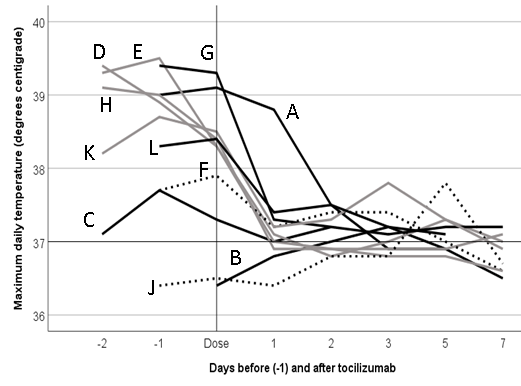 40
39
38
37
36
Maximum daily temperature (degrees centigrade)
D
E
G
H
A
K
L
F
C
B
J
-2 -1 Dose 1 2 3 5 7
Days before (-1) and after tocilizumab